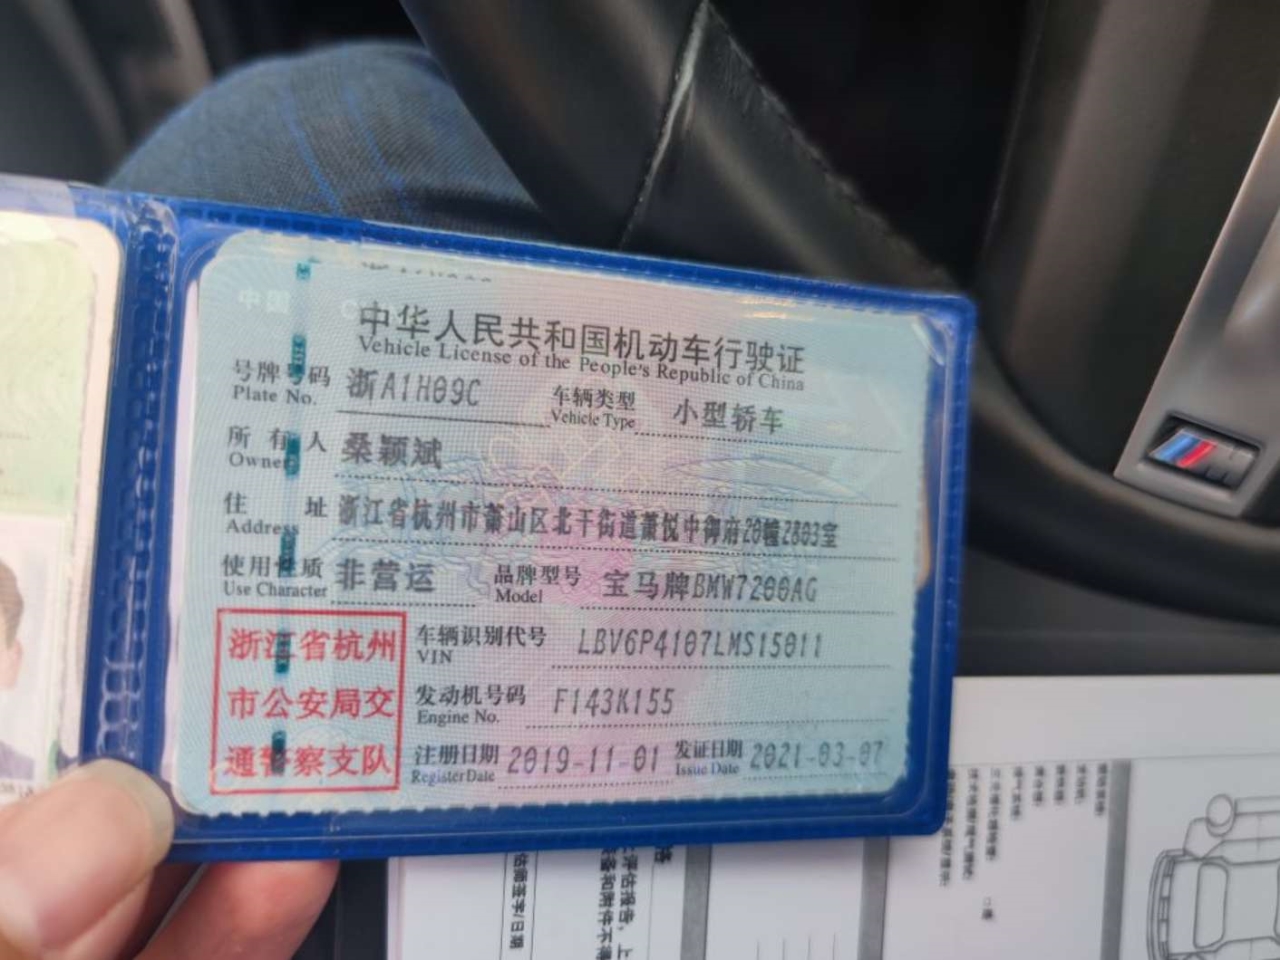 中国
中华人民共和国机动车行驶证
Vehicle License of the People's Republic of China
号牌号码 浙A1H09C 车辆类型 小型轿车
Plate No. Vehicle Type
所有人 桑颖斌
Owner
住址 浙江省杭州市萧山区北干街道萧悦中御府20幢2803室
Address
使用性质 非营运 品牌型号 宝马牌BMW7200AG
Use Character Model
浙江省杭州
市公安局交
通警察支队
车辆识别代号 LBV6P4107LMS15011
VIN
发动机号码 F143K155
Engine No.
注册日期 2019-11-01 发证日期 2021-03-07
Register Date Issue Date